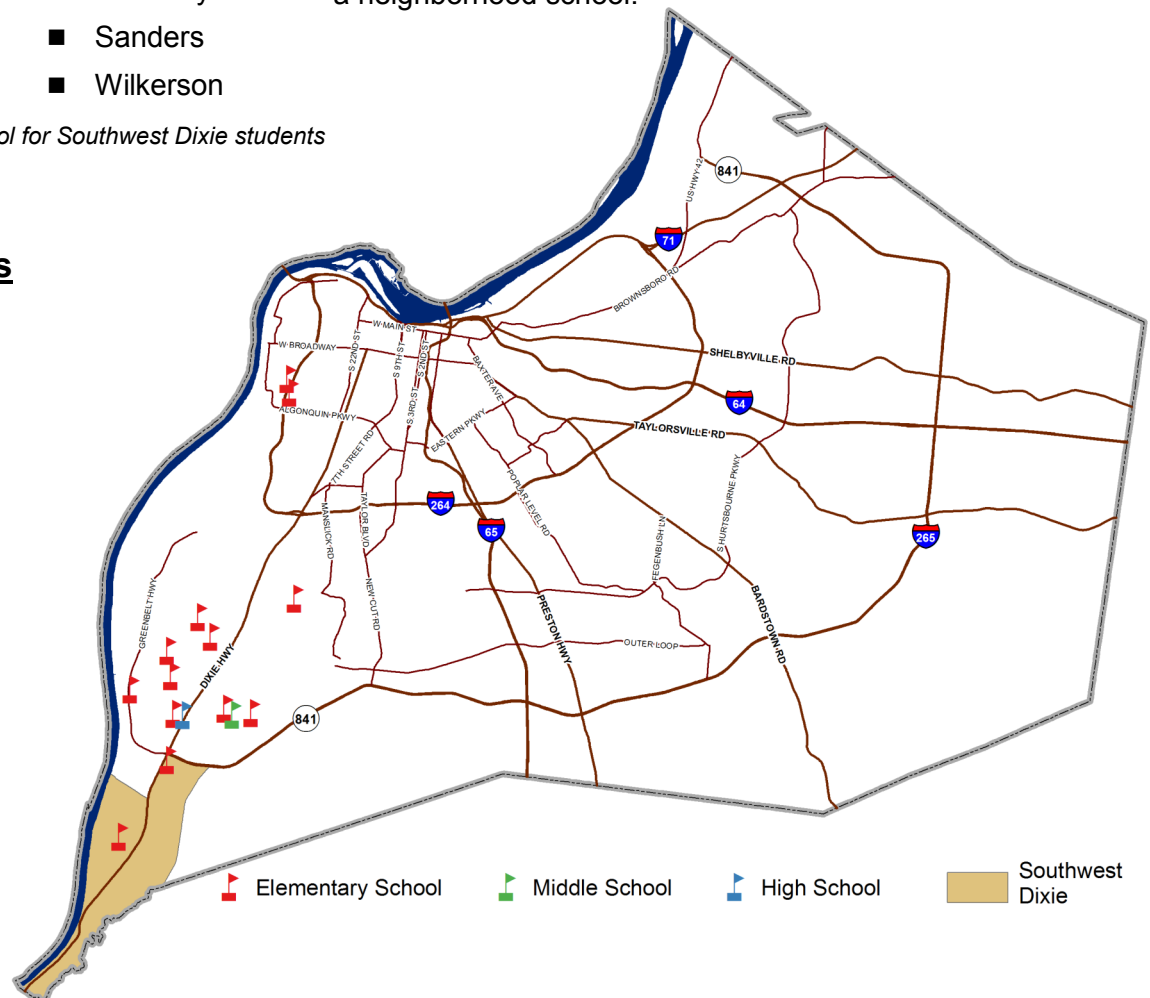 a neighborhood school.
■ Sanders
■ Wilkerson
ol for Southwest Dixie students
s
US HWY 42
841
71
BROWNSBORO RD
W MAIN ST
W BROADWAY
S 22ND ST
S 9TH ST
S 2ND ST
S 3RD ST
BAXTER AVE
SHELBYVILLE RD
64
ALGONQUIN PKWY
EASTERN PKWY
TAYLORSVILLE RD
7TH STREET RD
POPLAR LEVEL RD
S HURTSBOURNE PKWY
264
65
MANSLICK RD
TAYLOR BLVD
FEGENBUSH LN
265
GREENBELT HWY
NEW CUT RD
PRESTON HWY
BARDSTOWN RD
OUTER LOOP
DIXIE HWY
841
Elementary School
Middle School
High School
Southwest
Dixie